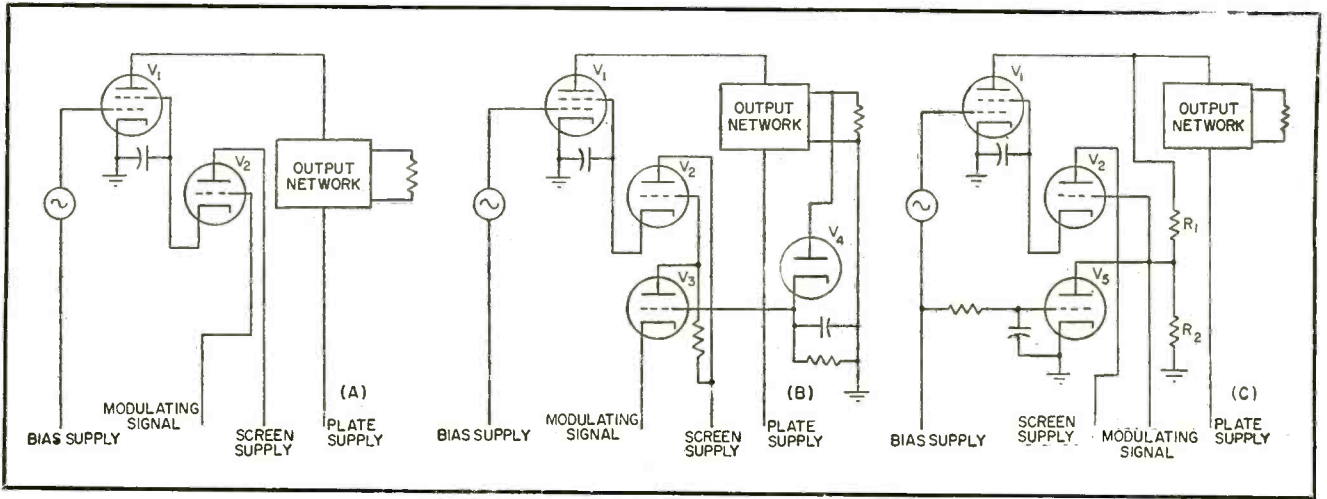 V1
V2
OUTPUT
NETWORK
(A)
MODULATING
SIGNAL
BIAS SUPPLY
SCREEN
SUPPLY
PLATE
SUPPLY
V1
OUTPUT
NETWORK
V2
V4
V3
(B)
MODULATING
SIGNAL
BIAS SUPPLY
SCREEN
SUPPLY
PLATE
SUPPLY
V1
OUTPUT
NETWORK
V2
R1
V5
R2
(C)
BIAS SUPPLY
SCREEN
SUPPLY
MODULATING
SIGNAL
PLATE
SUPPLY